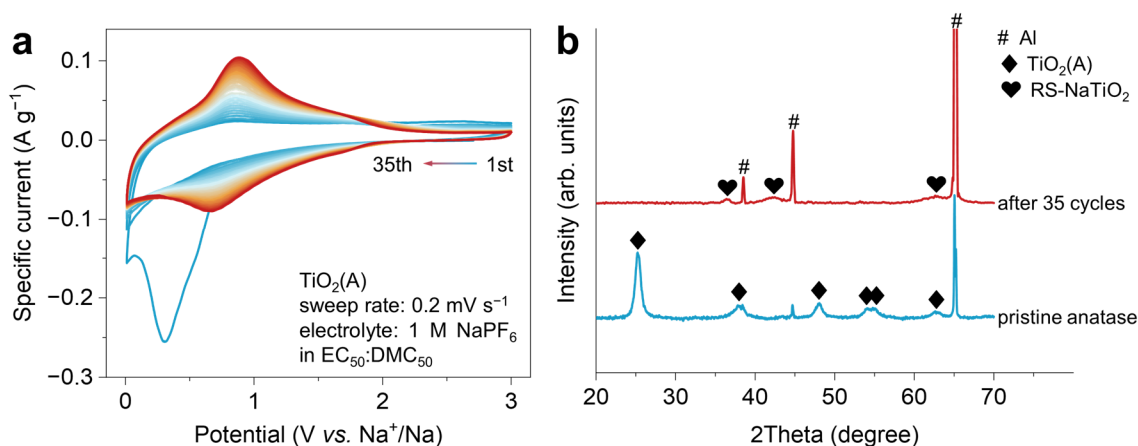 a
0.1
0.0
−0.1
−0.2
−0.3
Specific current (A g⁻¹)
35th
1st
TiO₂(A)
sweep rate: 0.2 mV s⁻¹
electrolyte: 1 M NaPF₆
in EC₅₀:DMC₅₀
0
1
2
3
Potential (V vs. Na⁺/Na)
b
# Al
TiO₂(A)
RS-NaTiO₂
#
#
#
after 35 cycles
pristine anatase
Intensity (arb. units)
20
30
40
50
60
70
2Theta (degree)